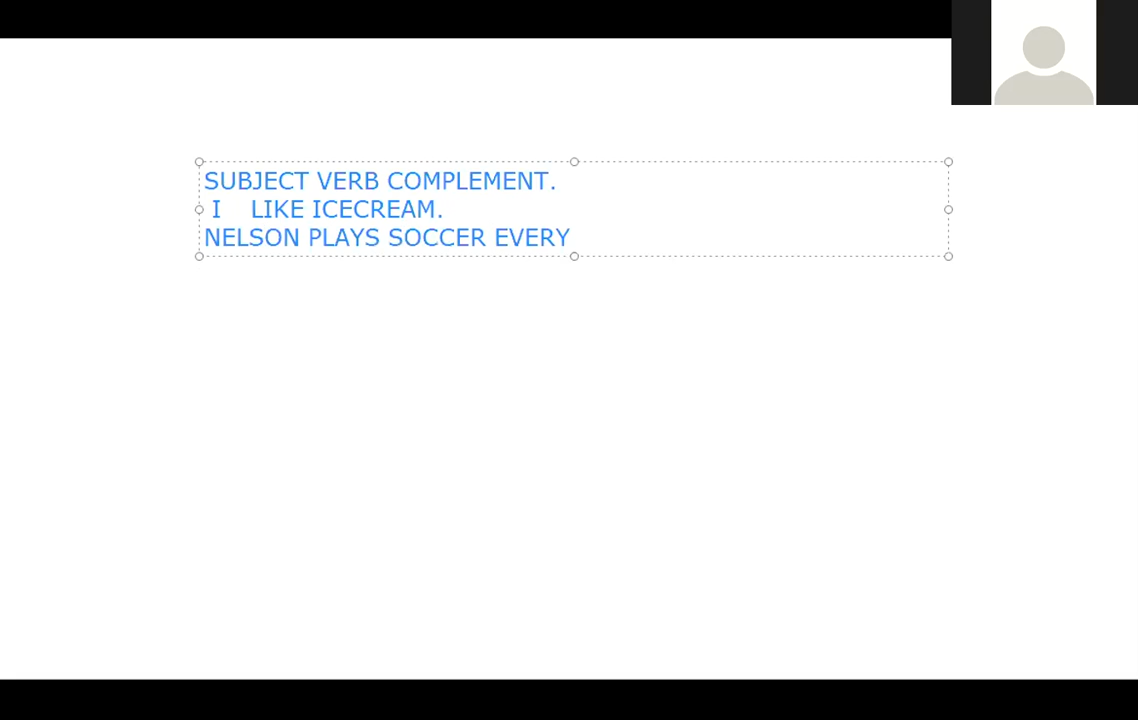 SUBJECT VERB COMPLEMENT.
I LIKE ICECREAM.
NELSON PLAYS SOCCER EVERY